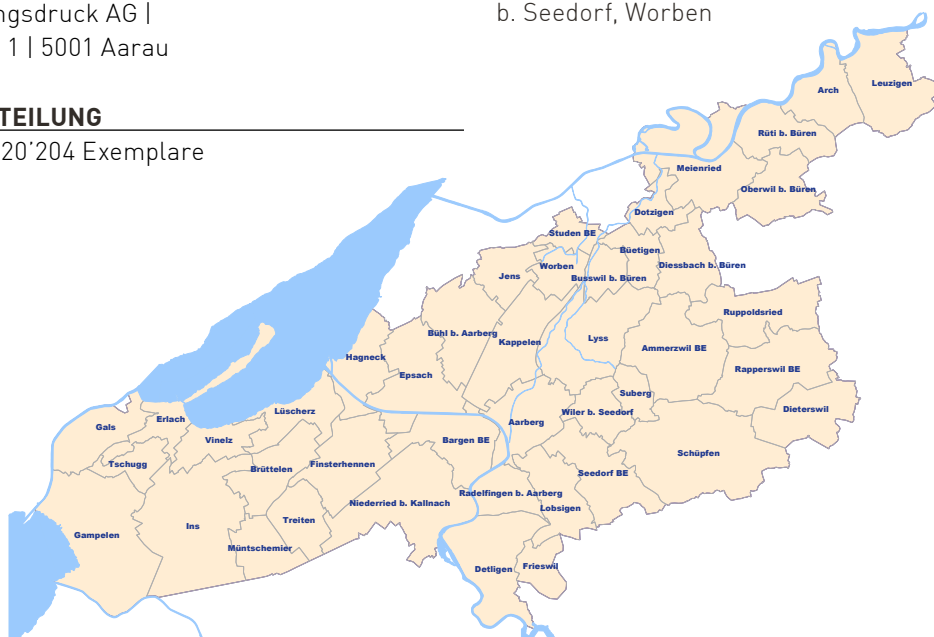 ngsdruck AG |
1 | 5001 Aarau
TEILUNG
20’204 Exemplare
b. Seedorf, Worben
Leuzigen
Arch
Rüti b. Büren
Meienried
Oberwil b. Büren
Dotzigen
Studen BE
Büetigen
Worben
Diessbach b. Büren
Jens
Busswil b. Büren
Ruppoldsried
Bühl b. Aarberg
Kappelen
Lyss
Ammerzwil BE
Hagneck
Rapperswil BE
Epsach
Suberg
Lüscherz
Wiler b. Seedorf
Dieterswil
Erlach
Aarberg
Gals
Vinelz
Bargen BE
Schüpfen
Tschugg
Brüttelen
Finsterhennen
Seedorf BE
Radelfingen b. Aarberg
Niederried b. Kallnach
Lobsigen
Treiten
Ins
Gampelen
Müntschemier
Frieswil
Detligen